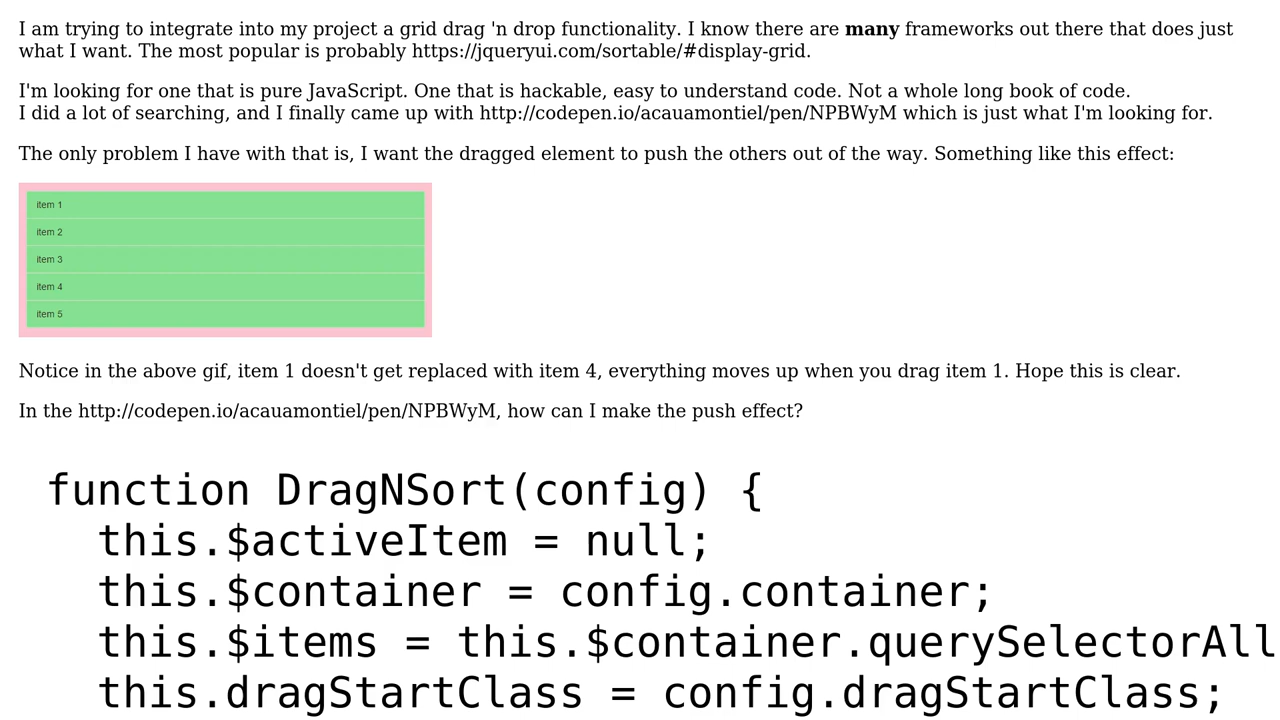 I am trying to integrate into my project a grid drag 'n drop functionality. I know there are many frameworks out there that does just
what I want. The most popular is probably https://jqueryui.com/sortable/#display-grid.
I'm looking for one that is pure JavaScript. One that is hackable, easy to understand code. Not a whole long book of code.
I did a lot of searching, and I finally came up with http://codepen.io/acauamontiel/pen/NPBWyM which is just what I'm looking for.
The only problem I have with that is, I want the dragged element to push the others out of the way. Something like this effect:
item 1
item 2
item 3
item 4
item 5
Notice in the above gif, item 1 doesn't get replaced with item 4, everything moves up when you drag item 1. Hope this is clear.
In the http://codepen.io/acauamontiel/pen/NPBWyM, how can I make the push effect?
function DragNSort(config) {
this.$activeItem = null;
this.$container = config.container;
this.$items = this.$container.querySelectorAll
this.dragStartClass = config.dragStartClass;